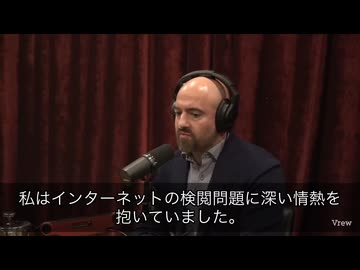 私はインターネットの検閲問題に深い情熱を
抱いていました。
Vrew